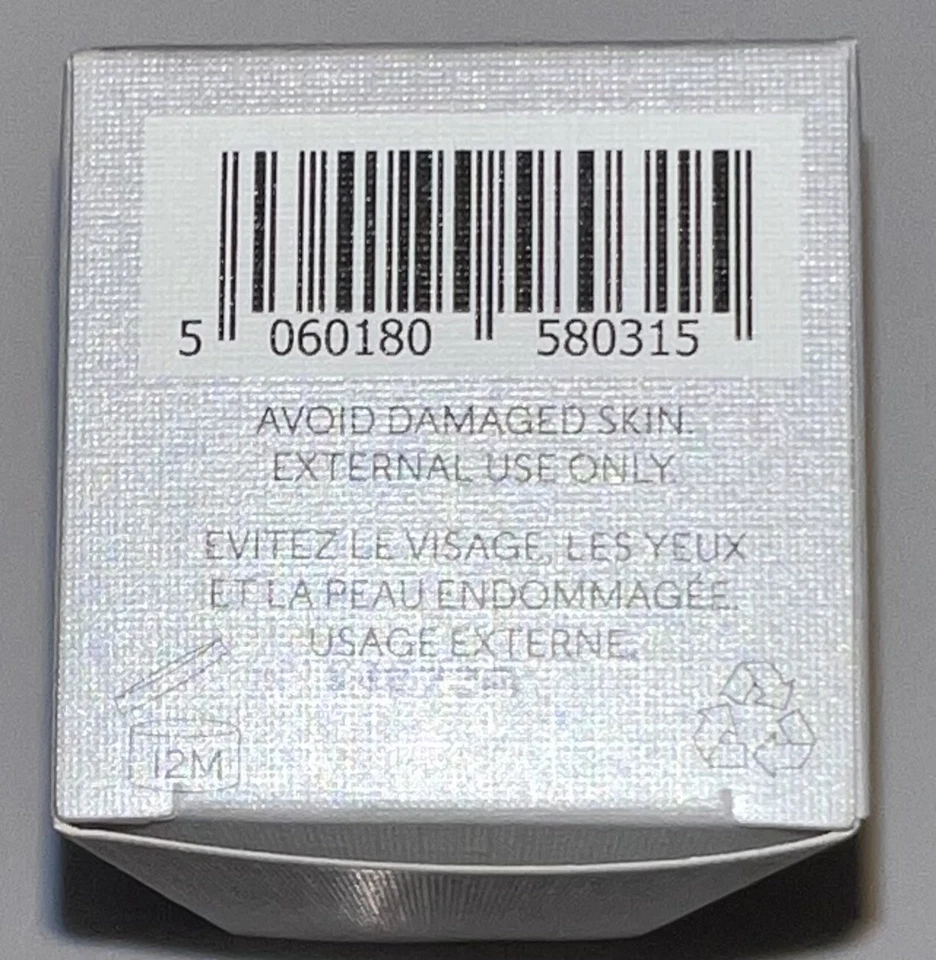 5 060180 580315
AVOID DAMAGED SKIN.
EXTERNAL USE ONLY.
EVITEZ LE VISAGE, LES YEUX
ET LA PEAU ENDOMMAGÉE.
USAGE EXTERNE.
12M